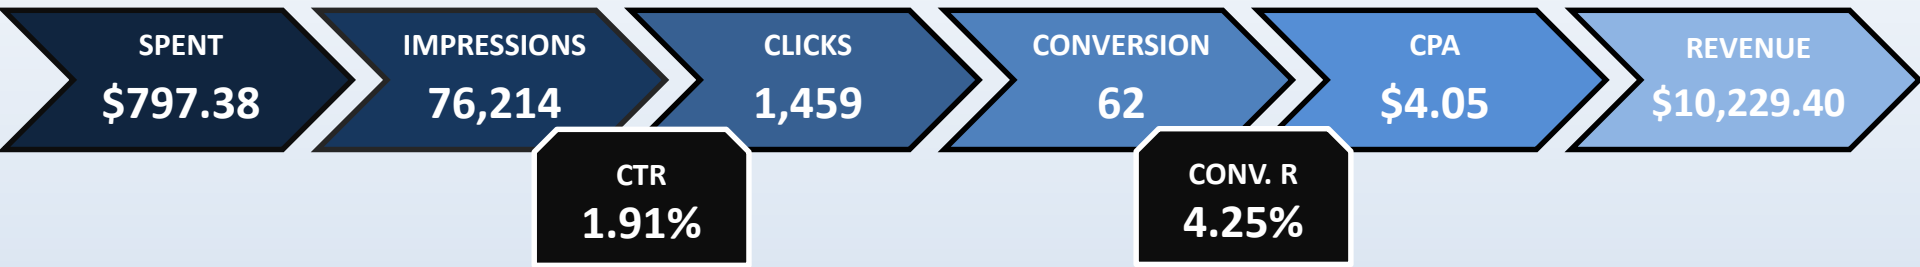 SPENT
$797.38
IMPRESSIONS
76,214
CLICKS
1,459
CONVERSION
62
CPA
$4.05
REVENUE
$10,229.40
CTR
1.91%
CONV. R
4.25%